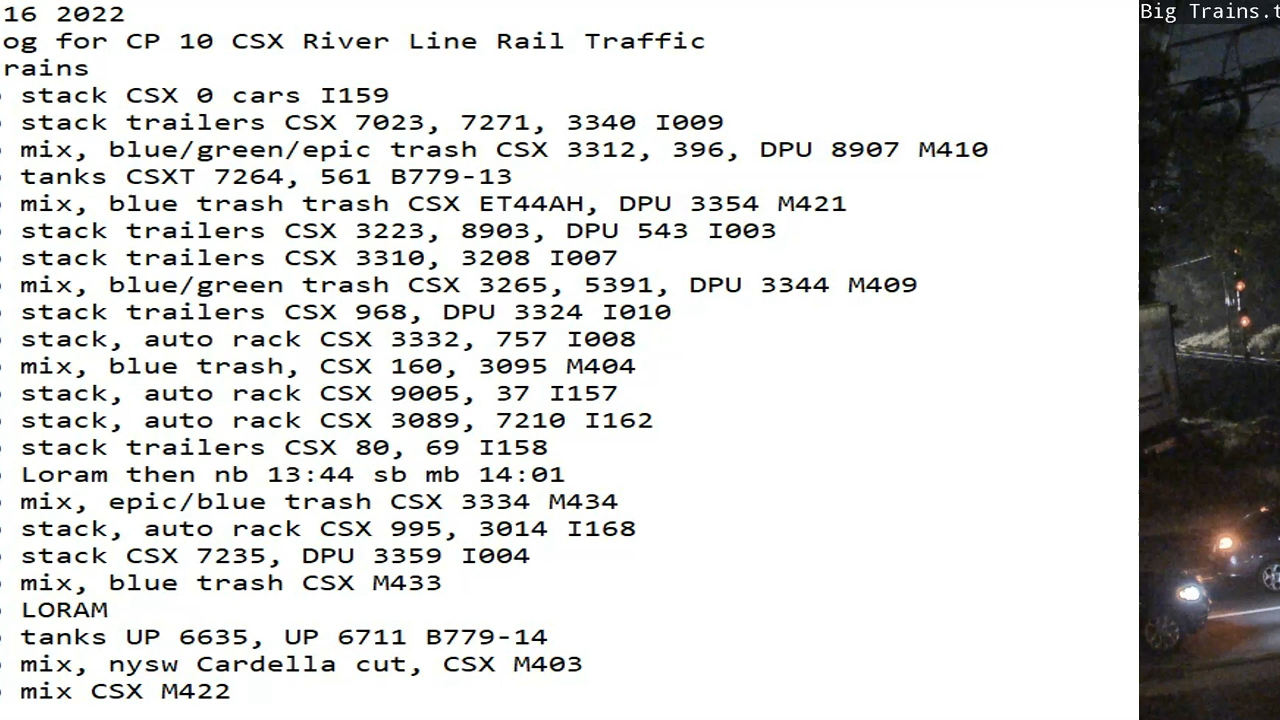 16 2022
og for CP 10 CSX River Line Rail Traffic
rains
stack CSX 0 cars I159
stack trailers CSX 7023, 7271, 3340 I009
mix, blue/green/epic trash CSX 3312, 396, DPU 8907 M410
tanks CSXT 7264, 561 B779-13
mix, blue trash trash CSX ET44AH, DPU 3354 M421
stack trailers CSX 3223, 8903, DPU 543 I003
stack trailers CSX 3310, 3208 I007
mix, blue/green trash CSX 3265, 5391, DPU 3344 M409
stack trailers CSX 968, DPU 3324 I010
stack, auto rack CSX 3332, 757 I008
mix, blue trash, CSX 160, 3095 M404
stack, auto rack CSX 9005, 37 I157
stack, auto rack CSX 3089, 7210 I162
stack trailers CSX 80, 69 I158
Loram then nb 13:44 sb mb 14:01
mix, epic/blue trash CSX 3334 M434
stack, auto rack CSX 995, 3014 I168
stack CSX 7235, DPU 3359 I004
mix, blue trash CSX M433
LORAM
tanks UP 6635, UP 6711 B779-14
mix, nysw Cardella cut, CSX M403
mix CSX M422
Big Trains.t